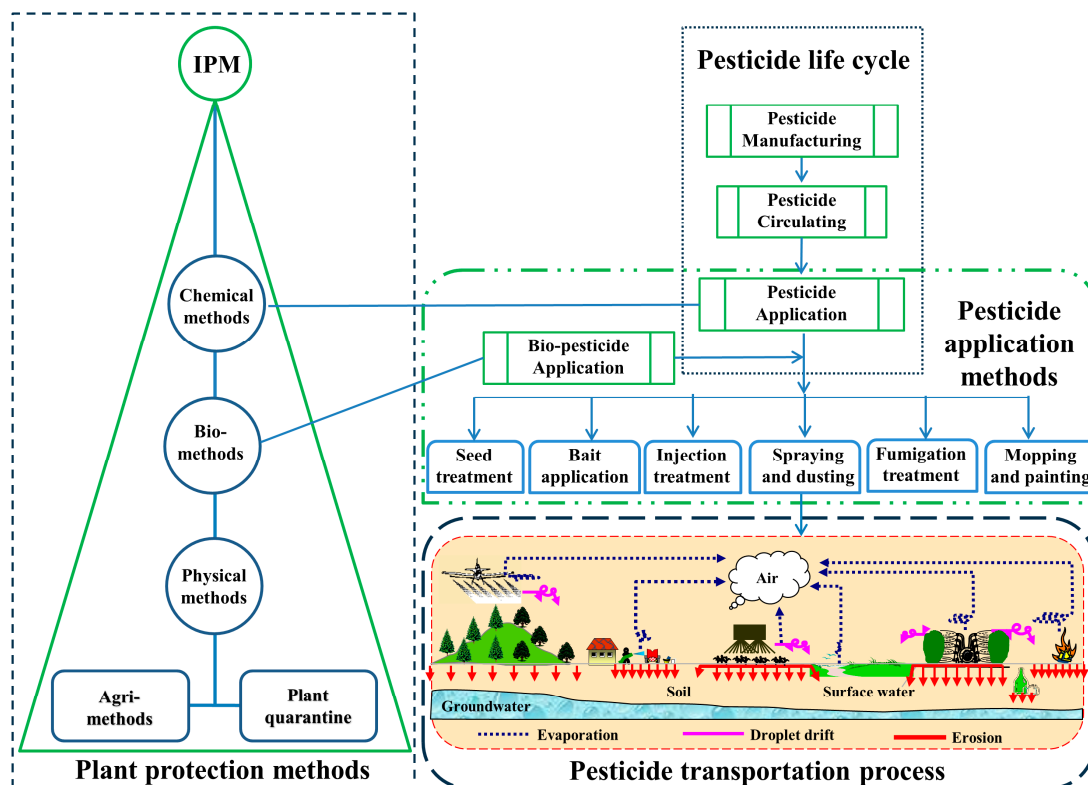 IPM
Chemical
methods
Bio-
methods
Physical
methods
Agri-
methods
Plant
quarantine
Plant protection methods
Pesticide life cycle
Pesticide
Manufacturing
Pesticide
Circulating
Pesticide
Application
Bio-pesticide
Application
Pesticide
application
methods
Seed
treatment
Bait
application
Injection
treatment
Spraying
and dusting
Fumigation
treatment
Mopping
and painting
Air
Soil
Surface water
Groundwater
Evaporation
Droplet drift
Erosion
Pesticide transportation process